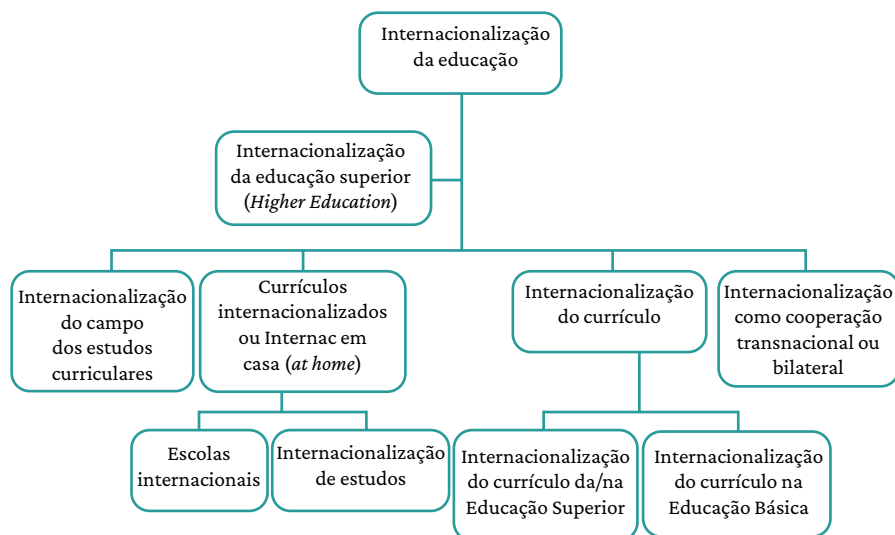 Internacionalização
da educação
Internacionalização
da educação superior
(Higher Education)
Internacionalização
do campo
dos estudos
curriculares
Currículos
internacionalizados
ou Internac em
casa (at home)
Internacionalização
do currículo
Internacionalização
como cooperação
transnacional ou
bilateral
Escolas
internacionais
Internacionalização
de estudos
Internacionalização
do currículo da/na
Educação Superior
Internacionalização
do currículo na
Educação Básica